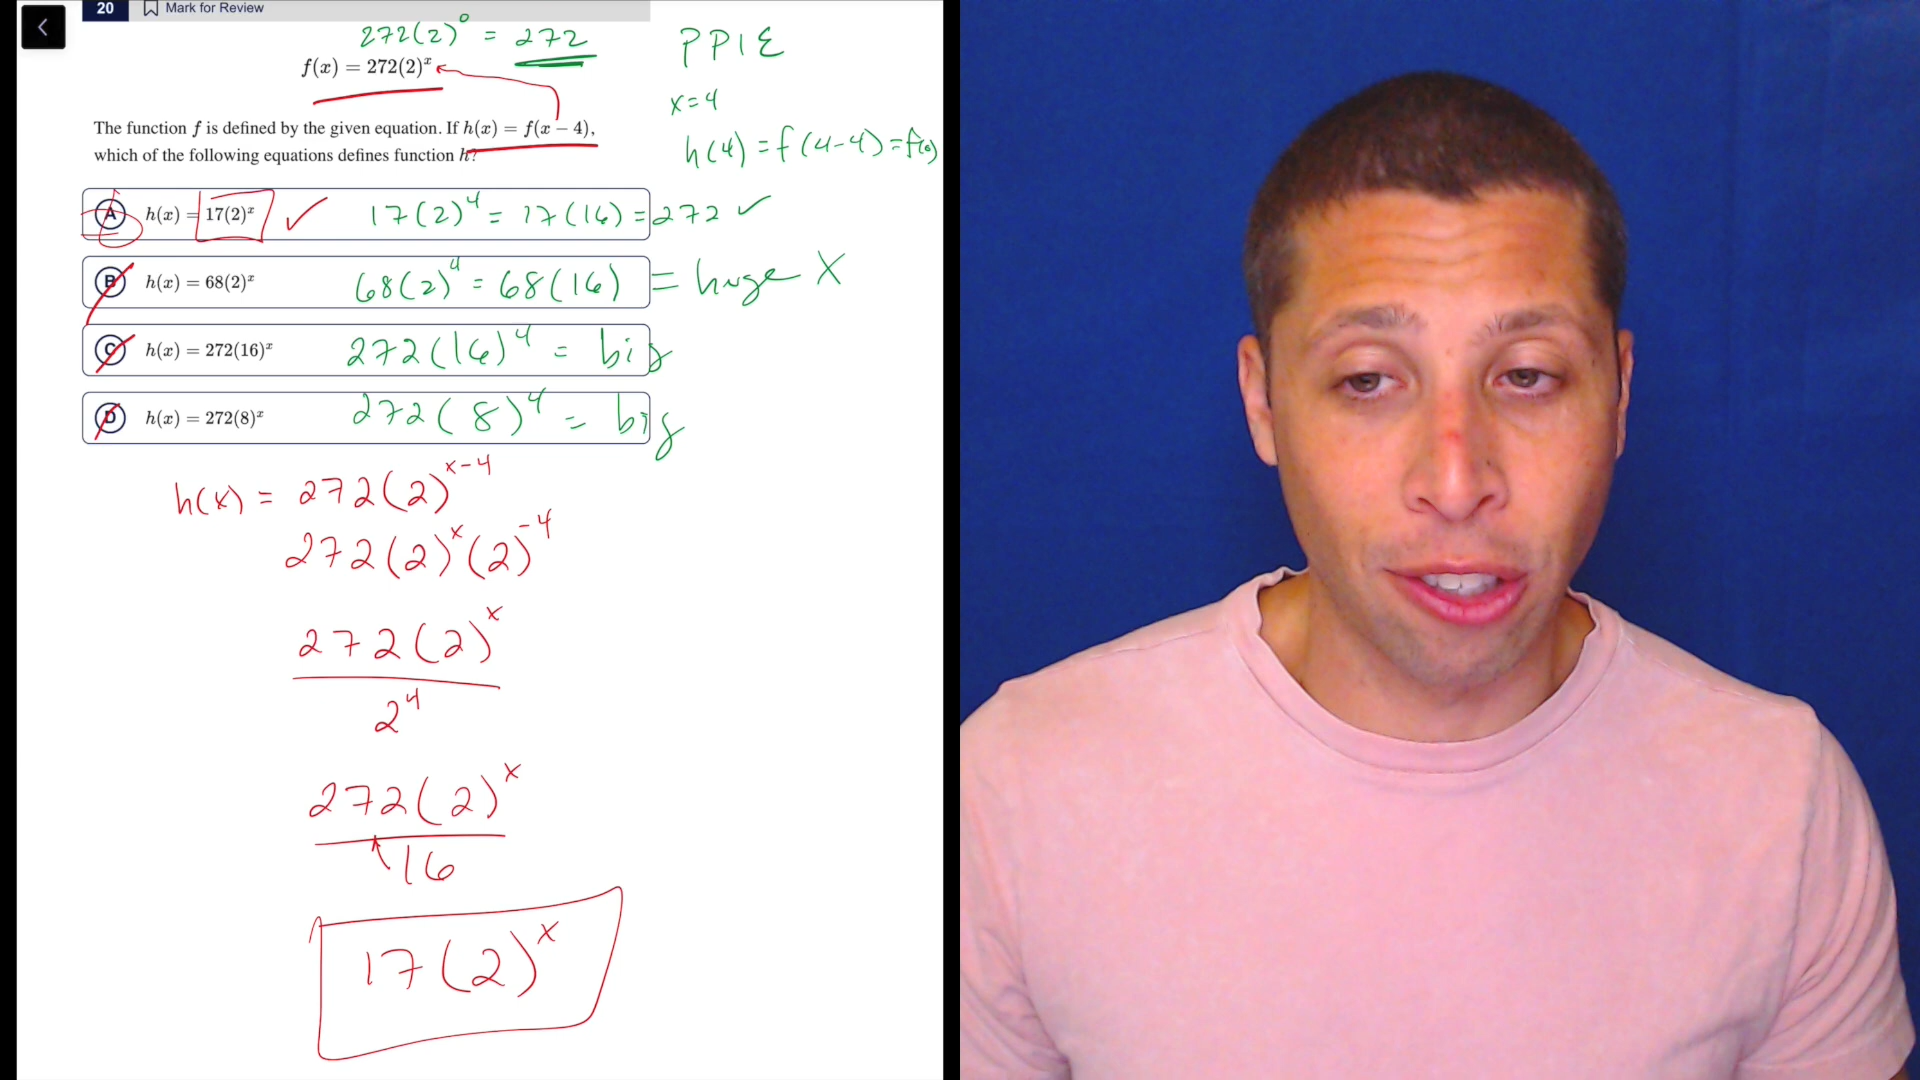 20 Mark for Review
272(2)⁰ = 272
f(x) = 272(2)ˣ
The function f is defined by the given equation. If h(x) = f(x − 4),
which of the following equations defines function h?
PPIE
x=4
h(4) = f(4-4) = f(0)
A h(x) = 17(2)ˣ ✓ 17(2)⁴ = 17(16) = 272 ✓
B h(x) = 68(2)ˣ 68(2)⁴ = 68(16) = huge X
C h(x) = 272(16)ˣ 272(16)⁴ = big
D h(x) = 272(8)ˣ 272(8)⁴ = big
h(x) = 272(2)ˣ⁻⁴
272(2)ˣ(2)⁻⁴
272(2)ˣ
2⁴
272(2)ˣ
16
17(2)ˣ